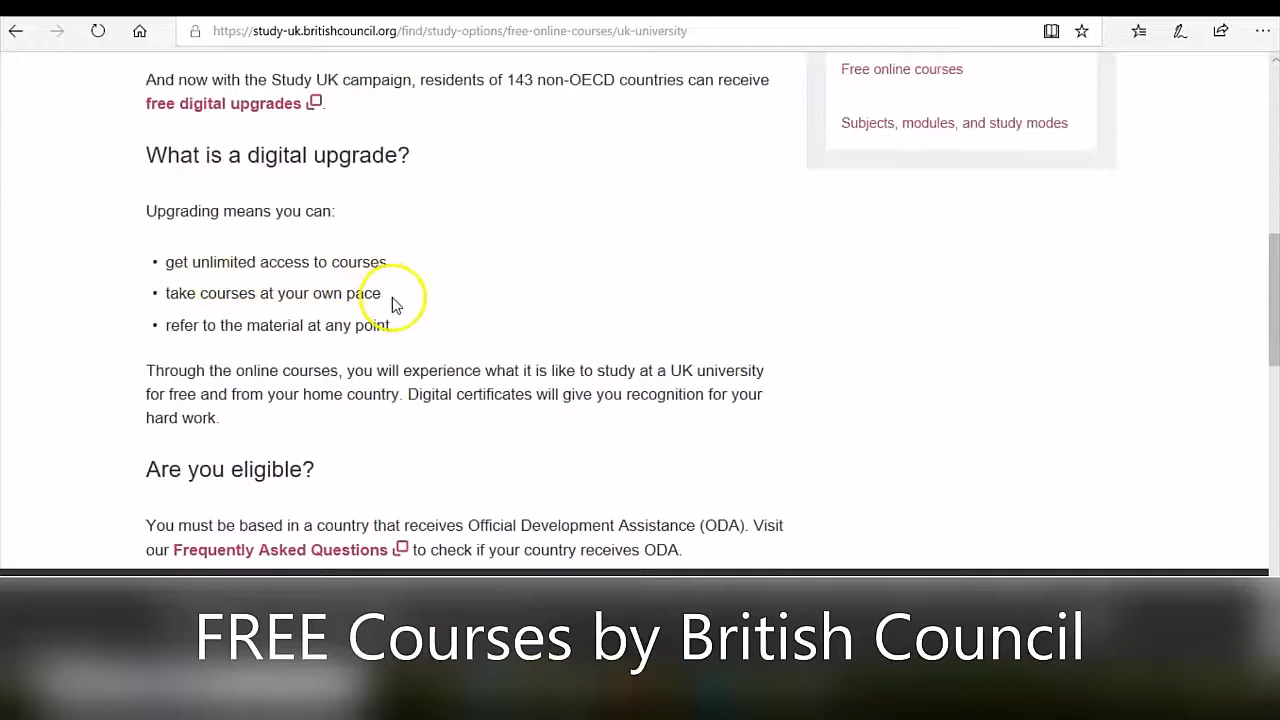 https://study-uk.britishcouncil.org/find/study-options/free-online-courses/uk-university
And now with the Study UK campaign, residents of 143 non-OECD countries can receive
free digital upgrades.
Free online courses
Subjects, modules, and study modes
What is a digital upgrade?
Upgrading means you can:
• get unlimited access to courses
• take courses at your own pace
• refer to the material at any point
Through the online courses, you will experience what it is like to study at a UK university
for free and from your home country. Digital certificates will give you recognition for your
hard work.
Are you eligible?
You must be based in a country that receives Official Development Assistance (ODA). Visit
our Frequently Asked Questions to check if your country receives ODA.
FREE Courses by British Council